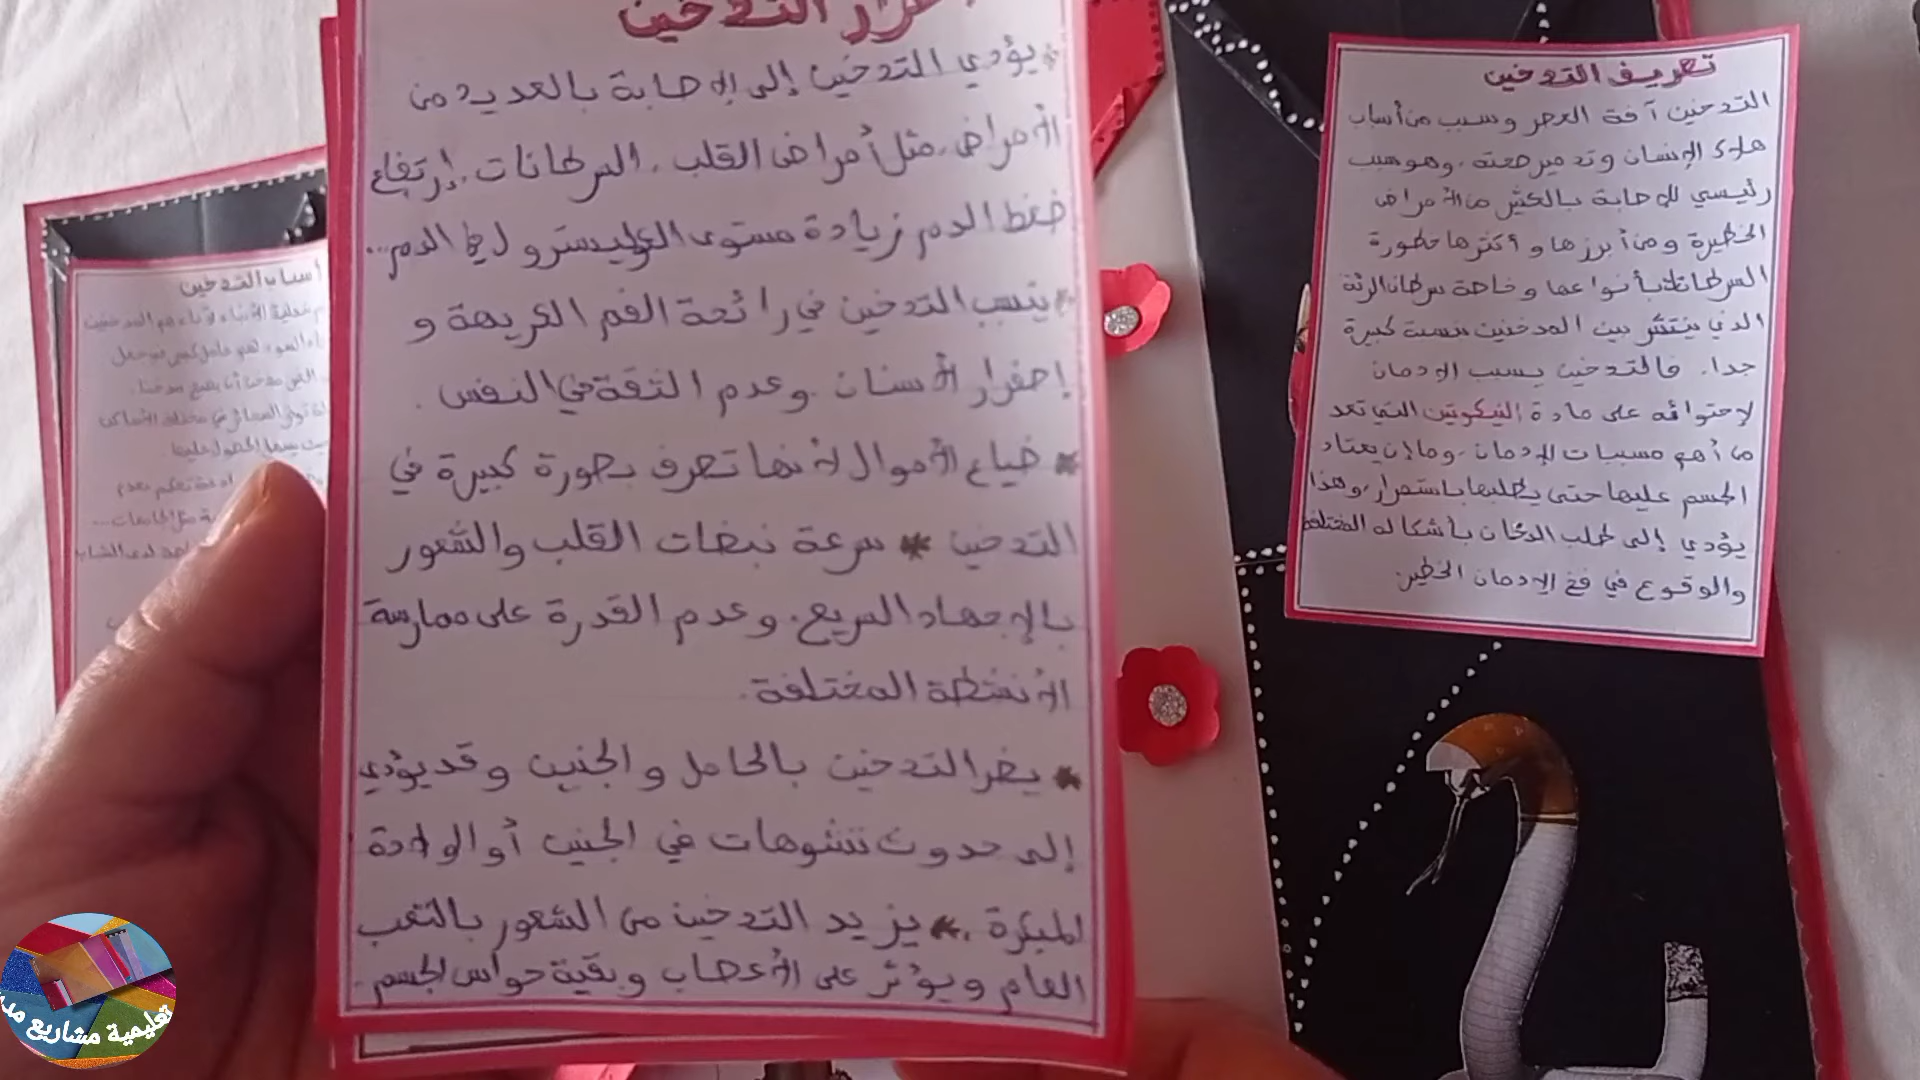 أضرار التدخين
* يؤدي التدخين إلى الإصابة بالعديد من
الأمراض، مثل أمراض القلب، السرطانات، إرتفاع
ضغط الدم زيادة مستوى الكوليسترول في الدم...
* يتسبب التدخين في رائحة الفم الكريهة و
إصفرار الأسنان. وعدم الثقة في النفس.
* ضياع الأموال لأنها تصرف بصورة كبيرة في
التدخين * سرعة نبضات القلب والشعور
بالإجهاد السريع. وعدم القدرة على ممارسة
الأنشطة المختلفة.
* يضر التدخين بالحامل والجنين وقد يؤدي
إلى حدوث تشوهات في الجنين أو الولادة
المبكرة. * يزيد التدخين من الشعور بالتعب
العام ويؤثر على الأعصاب وبقية حواس الجسم.
تعريف التدخين
التدخين آفة العصر وسبب من أسباب
هلاك الإنسان وتدمير صحته، وهو سبب
رئيسي للإصابة بالكثير من الأمراض
الخطيرة ومن أبرزها وأكثرها خطورة
السرطانات بأنواعها وخاصة سرطان الرئة
الذي ينتشر بين المدخنين بنسبة كبيرة
جدا. فالتدخين يسبب الإدمان
لإحتوائه على مادة النيكوتين التي تعد
من أهم مسببات الإدمان، وما إن يعتاد
الجسم عليها حتى يطلبها باستمرار، وهذا
يؤدي إلى طلب الدخان بأشكاله المختلفة
والوقوع في فخ الإدمان الخطير.
أسباب التدخين
تعليمية مشاريع